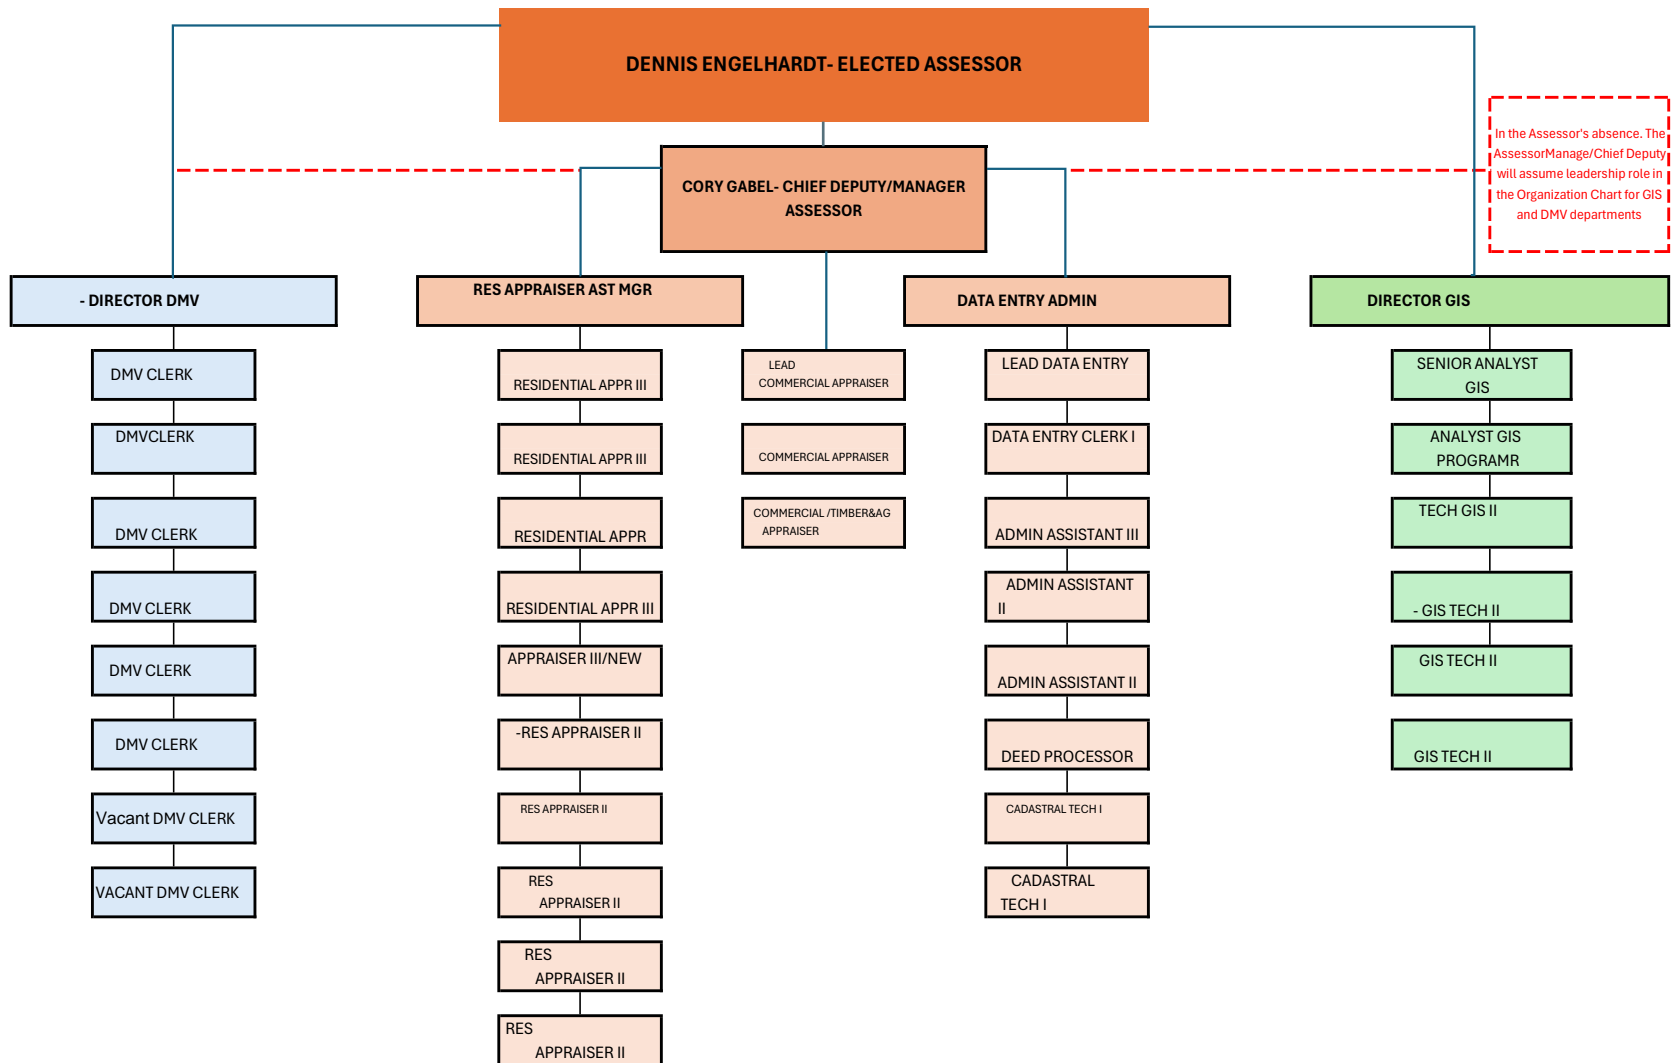 DENNIS ENGELHARDT- ELECTED ASSESSOR
In the Assessor's absence. The
AssessorManage/Chief Deputy
will assume leadership role in
the Organization Chart for GIS
and DMV departments
CORY GABEL- CHIEF DEPUTY/MANAGER
ASSESSOR
- DIRECTOR DMV
DMV CLERK
DMVCLERK
DMV CLERK
DMV CLERK
DMV CLERK
DMV CLERK
Vacant DMV CLERK
VACANT DMV CLERK
RES APPRAISER AST MGR
RESIDENTIAL APPR III
RESIDENTIAL APPR III
RESIDENTIAL APPR
RESIDENTIAL APPR III
APPRAISER III/NEW
-RES APPRAISER II
RES APPRAISER II
RES
APPRAISER II
RES
APPRAISER II
RES
APPRAISER II
LEAD
COMMERCIAL APPRAISER
COMMERCIAL APPRAISER
COMMERCIAL /TIMBER&AG
APPRAISER
DATA ENTRY ADMIN
LEAD DATA ENTRY
DATA ENTRY CLERK I
ADMIN ASSISTANT III
ADMIN ASSISTANT
II
ADMIN ASSISTANT II
DEED PROCESSOR
CADASTRAL TECH I
CADASTRAL
TECH I
DIRECTOR GIS
SENIOR ANALYST
GIS
ANALYST GIS
PROGRAMR
TECH GIS II
- GIS TECH II
GIS TECH II
GIS TECH II